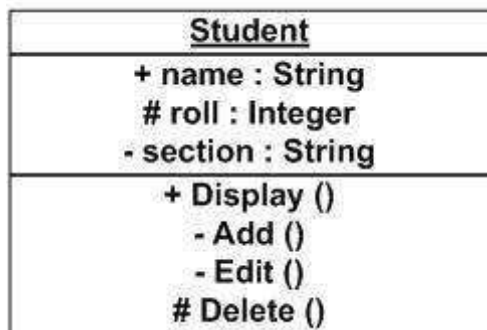 Student
+ name : String
# roll : Integer
- section : String
+ Display ()
- Add ()
- Edit ()
# Delete ()